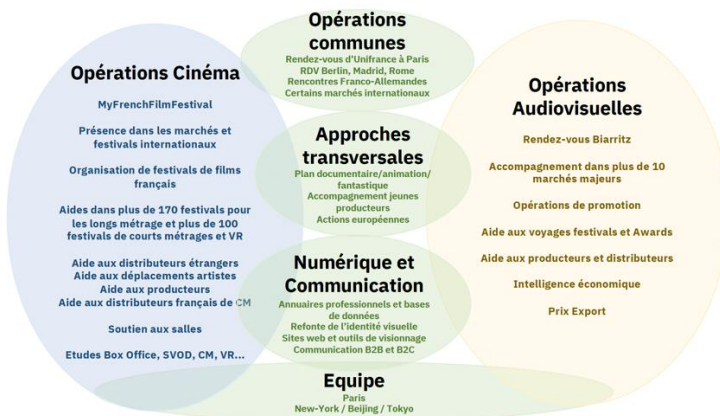 Opérations
communes
Rendez-vous d'Unifrance à Paris
RDV Berlin, Madrid, Rome
Rencontres Franco-Allemandes
Certains marchés internationaux
Opérations Cinéma
MyFrenchFilmFestival
Présence dans les marchés et
festivals internationaux
Organisation de festivals de films
français
Aides dans plus de 170 festivals pour
les longs métrage et plus de 100
festivals de courts métrages et VR
Aide aux distributeurs étrangers
Aide aux déplacements artistes
Aide aux producteurs
Aide aux distributeurs français de CM
Soutien aux salles
Etudes Box Office, SVOD, CM, VR...
Approches
transversales
Plan documentaire/animation/
fantastique
Accompagnement jeunes
producteurs
Actions européennes
Numérique et
Communication
Annuaires professionnels et bases
de données
Refonte de l'identité visuelle
Sites web et outils de visionnage
Communication B2B et B2C
Opérations
Audiovisuelles
Rendez-vous Biarritz
Accompagnement dans plus de 10
marchés majeurs
Opérations de promotion
Aide aux voyages festivals et Awards
Aide aux producteurs et distributeurs
Intelligence économique
Prix Export
Equipe
Paris
New-York / Beijing / Tokyo